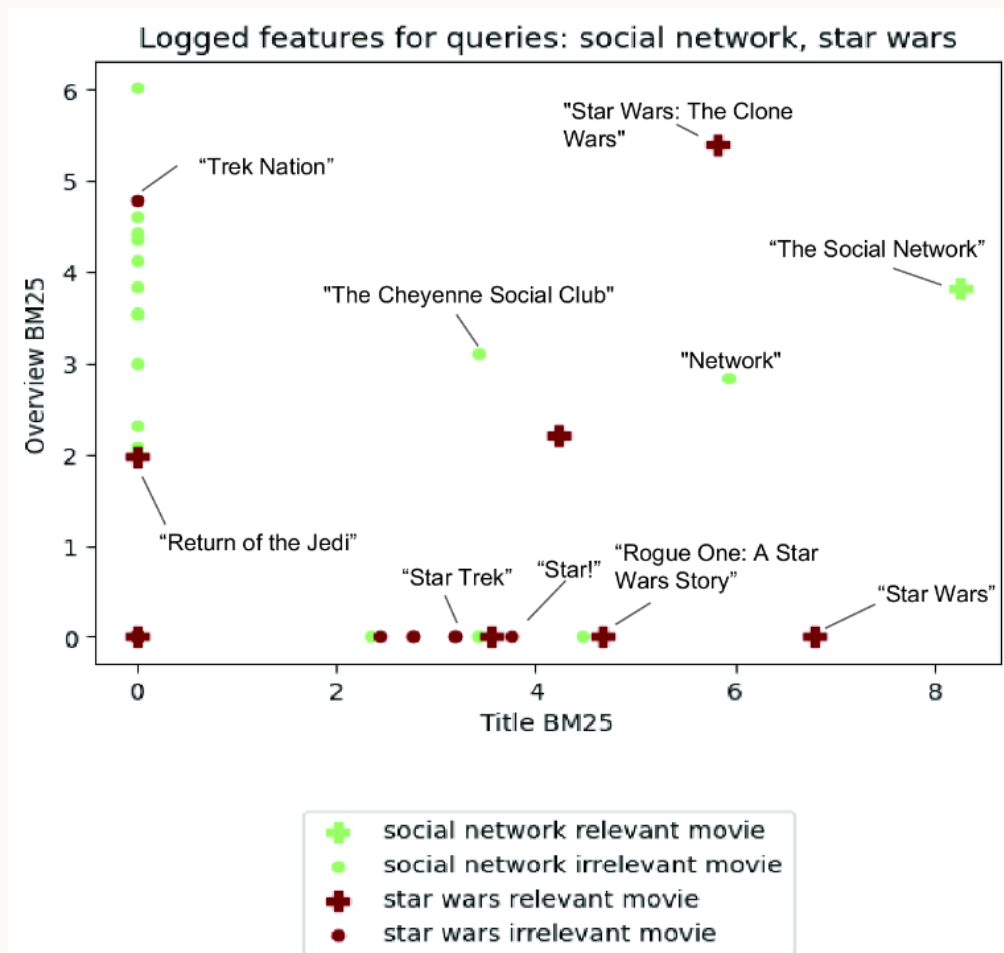 Logged features for queries: social network, star wars
6
"Star Wars: The Clone
Wars"
“Trek Nation”
5
“The Social Network”
4
"The Cheyenne Social Club"
"Network"
3
Overview BM25
2
“Return of the Jedi”
1
“Star Trek”
“Star!”
“Rogue One: A Star
Wars Story”
“Star Wars”
0
0 2 4 6 8
Title BM25
social network relevant movie
social network irrelevant movie
star wars relevant movie
star wars irrelevant movie